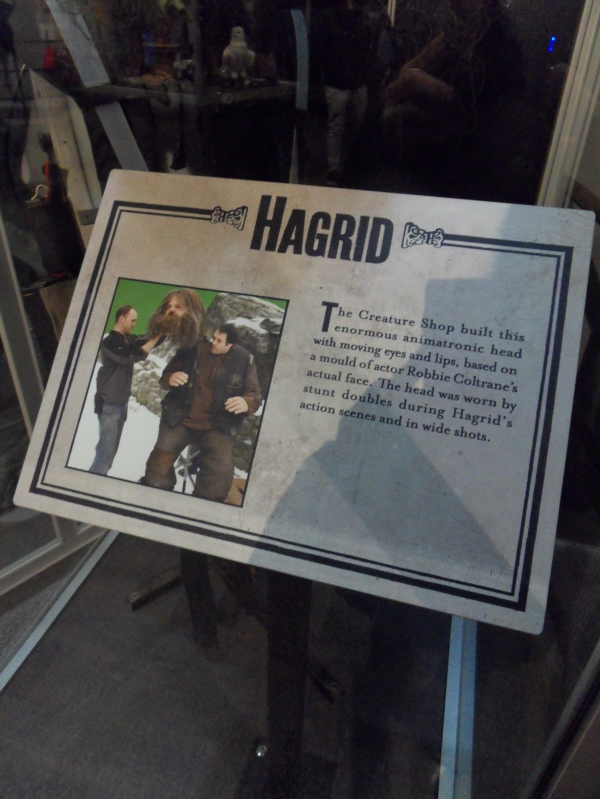 HAGRID
The Creature Shop built this
enormous animatronic head
with moving eyes and lips, based on
a mould of actor Robbie Coltrane's
actual face. The head was worn by
stunt doubles during Hagrid's
action scenes and in wide shots.